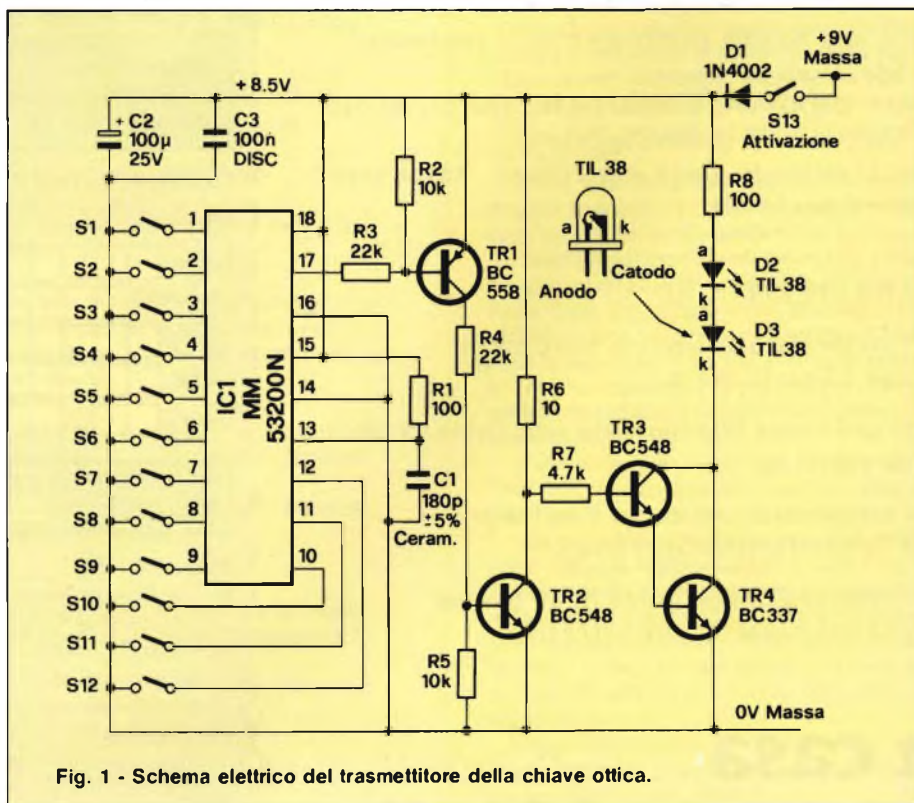 +9V
Massa
D1
1N4002
+ 8.5V
S13
Attivazione
+ C2
100µ
25V
C3
100n
DISC
R2
10k
TIL 38
R8
100
S1 1 18
S2 2 17
S3 3 16
S4 4 15
S5 5 14
S6 6 13
S7 7 12
S8 8 11
S9 9 10
S10
S11
S12
IC1
MM
53200N
R3
22k
TR1
BC
558
a k
Catodo
Anodo
a
D2
TIL38
k
a
D3
TIL38
k
R4
22k
R1
100
R6
10
TR3
BC548
R7
4.7k
C1
180p
±5%
Ceram.
TR2
BC548
TR4
BC337
R5
10k
0V Massa
Fig. 1 - Schema elettrico del trasmettitore della chiave ottica.